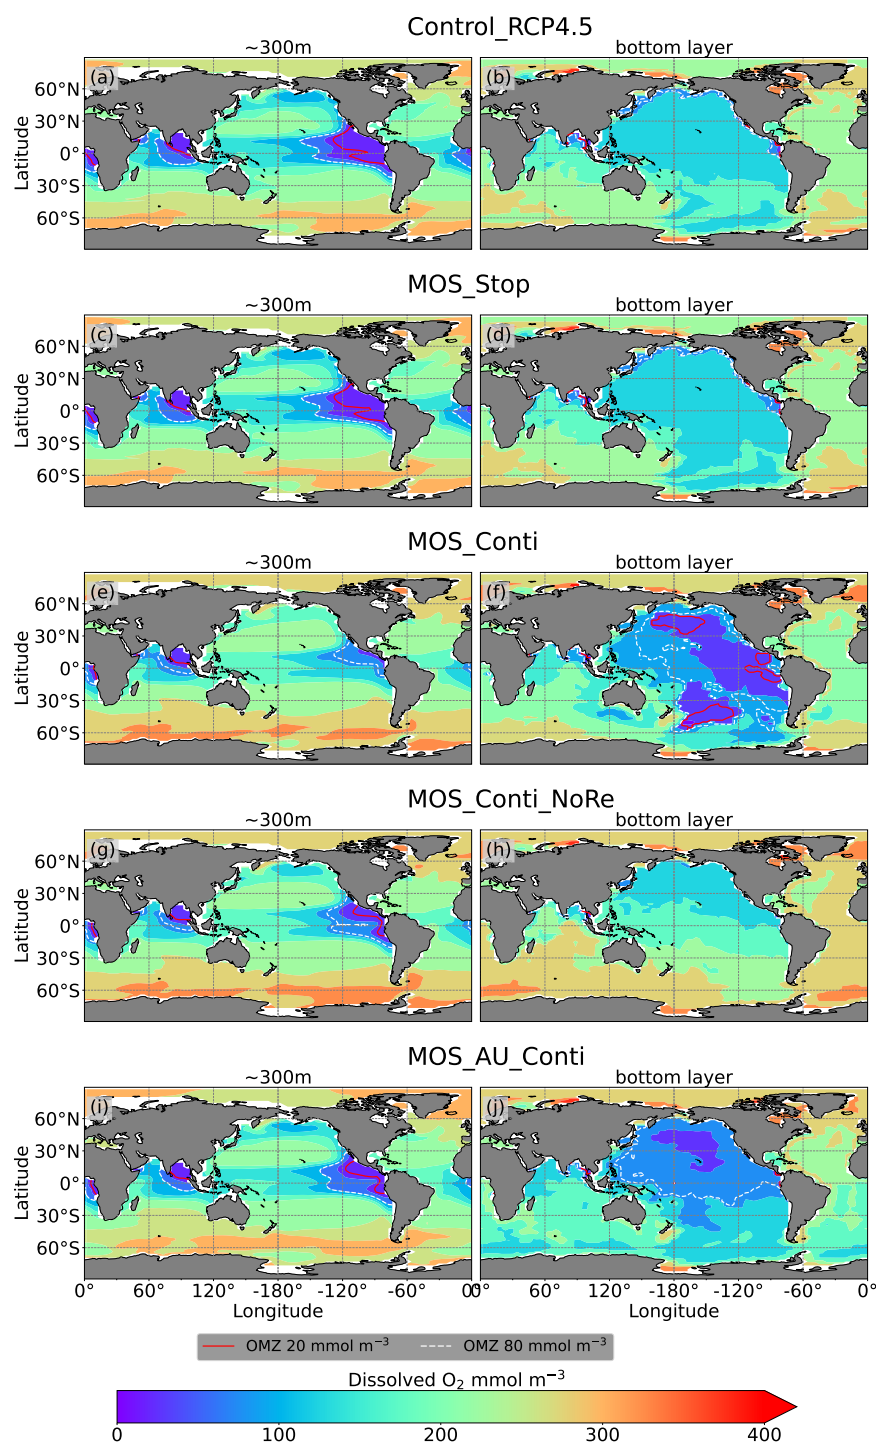 Control_RCP4.5
~300m
bottom layer
(a)
(b)
Latitude
60°N
30°N
0°
30°S
60°S
MOS_Stop
~300m
bottom layer
(c)
(d)
Latitude
60°N
30°N
0°
30°S
60°S
MOS_Conti
~300m
bottom layer
(e)
(f)
Latitude
60°N
30°N
0°
30°S
60°S
MOS_Conti_NoRe
~300m
bottom layer
(g)
(h)
Latitude
60°N
30°N
0°
30°S
60°S
MOS_AU_Conti
~300m
bottom layer
(i)
(j)
Latitude
60°N
30°N
0°
30°S
60°S
0° 60° 120° 180° -120° -60° 0°
0° 60° 120° 180° -120° -60° 0°
Longitude
Longitude
OMZ 20 mmol m⁻³ OMZ 80 mmol m⁻³
Dissolved O₂ mmol m⁻³
0 100 200 300 400